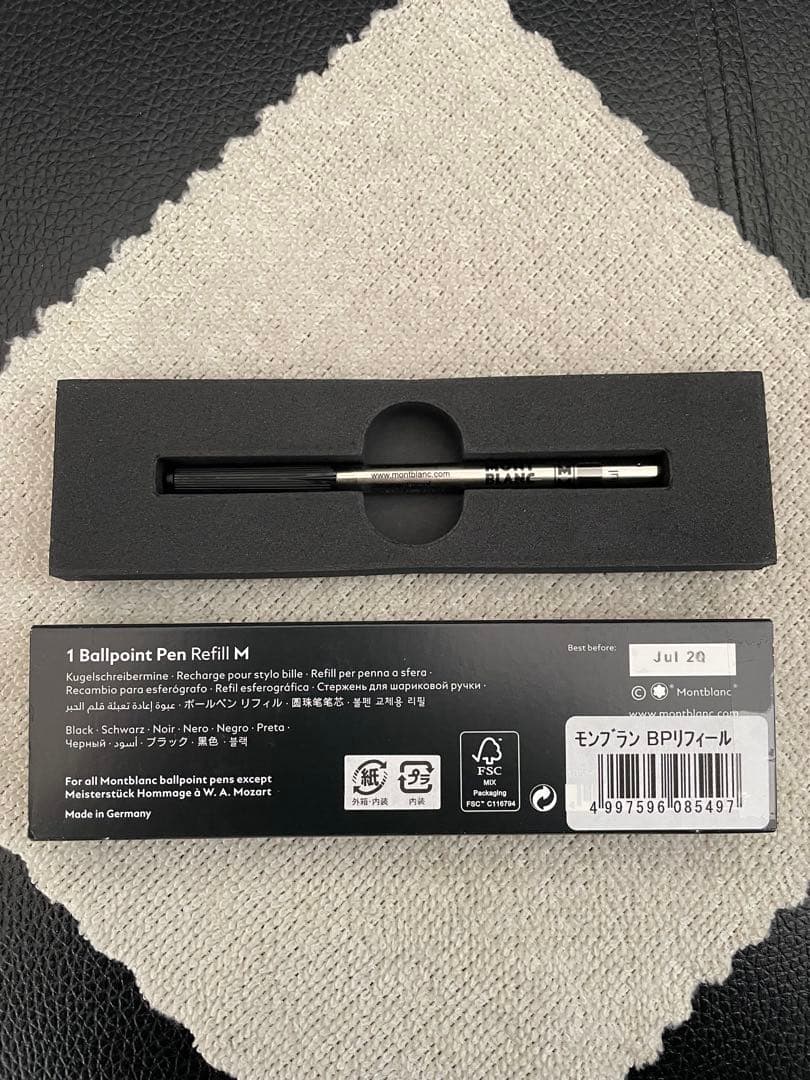 www.montblanc.com
MONT
BLANC
M
1 Ballpoint Pen Refill M
Kugelschreibermine · Recharge pour stylo bille · Refill per penna a sfera ·
Recambio para esferógrafo · Refil esferográfica · Стержень для шариковой ручки ·
عبوة إعادة تعبئة قلم الحبر · ボールペン リフィル · 圆珠笔笔芯 · 볼펜 교체용 리필
Black · Schwarz · Noir · Nero · Negro · Preta ·
Черный · أسود · ブラック · 黑色 · 블랙
For all Montblanc ballpoint pens except
Meisterstück Hommage à W. A. Mozart
Made in Germany
紙
外箱・内装
プラ
内装
FSC
MIX
Packaging
FSC™ C116794
Best before:
Jul 20
© Montblanc®
www.montblanc.com
モンブラン BPリフィール
4 997596 085497